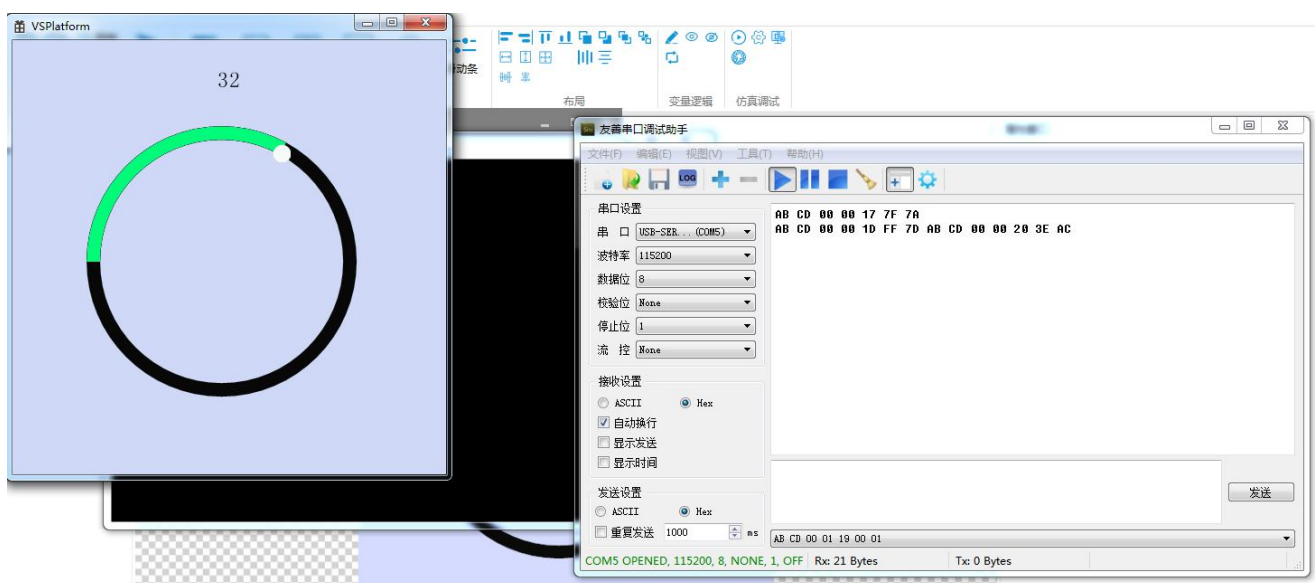 VSPlatform
32
动条
布局
变量逻辑
仿真调试
友善串口调试助手
文件(F) 编辑(E) 视图(V) 工具(T) 帮助(H)
LOG
串口设置
串 口 USB-SER...(COM5)
波特率 115200
数据位 8
校验位 None
停止位 1
流 控 None
接收设置
ASCII Hex
自动换行
显示发送
显示时间
发送设置
ASCII Hex
重复发送 1000 ms
AB CD 00 00 17 7F 7A
AB CD 00 00 1D FF 7D AB CD 00 00 20 3E AC
发送
AB CD 00 01 19 00 01
COM5 OPENED, 115200, 8, NONE, 1, OFF Rx: 21 Bytes Tx: 0 Bytes